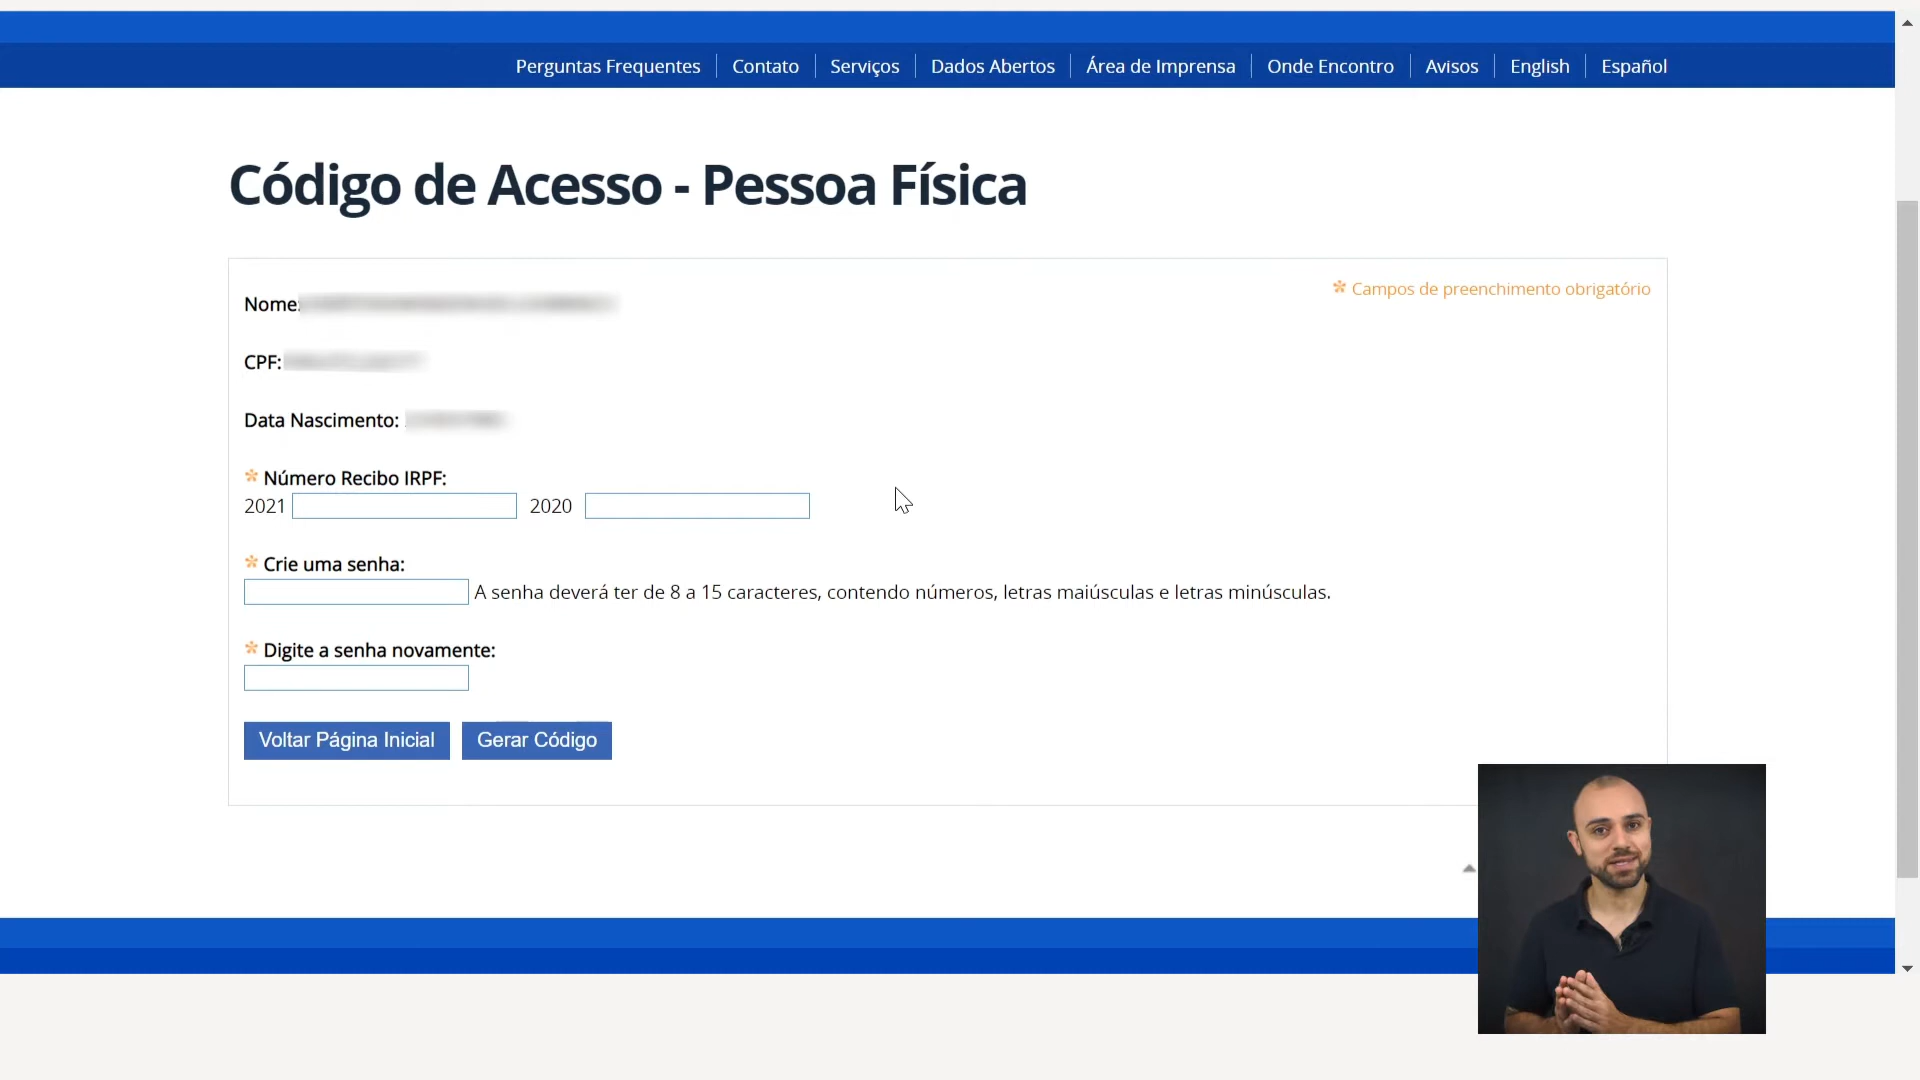 Perguntas Frequentes Contato Serviços Dados Abertos Área de Imprensa Onde Encontro Avisos English Español
Código de Acesso - Pessoa Física
* Campos de preenchimento obrigatório
Nome:
CPF:
Data Nascimento:
* Número Recibo IRPF:
2021 2020
* Crie uma senha:
A senha deverá ter de 8 a 15 caracteres, contendo números, letras maiúsculas e letras minúsculas.
* Digite a senha novamente:
Voltar Página Inicial Gerar Código